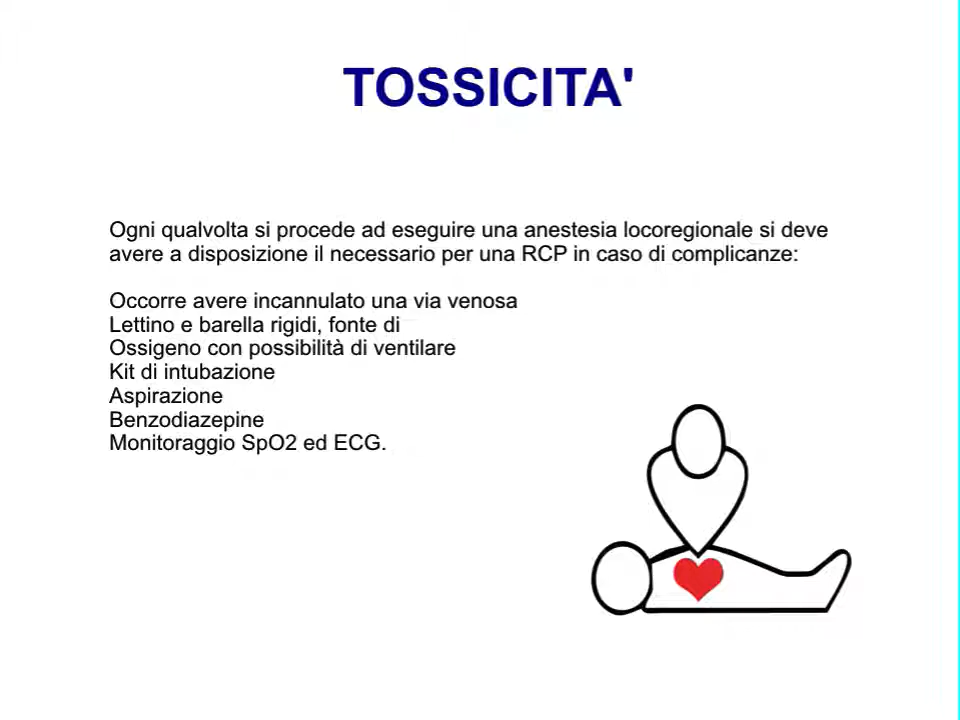 TOSSICITA'
Ogni qualvolta si procede ad eseguire una anestesia locoregionale si deve
avere a disposizione il necessario per una RCP in caso di complicanze:
Occorre avere incannulato una via venosa
Lettino e barella rigidi, fonte di
Ossigeno con possibilità di ventilare
Kit di intubazione
Aspirazione
Benzodiazepine
Monitoraggio SpO2 ed ECG.